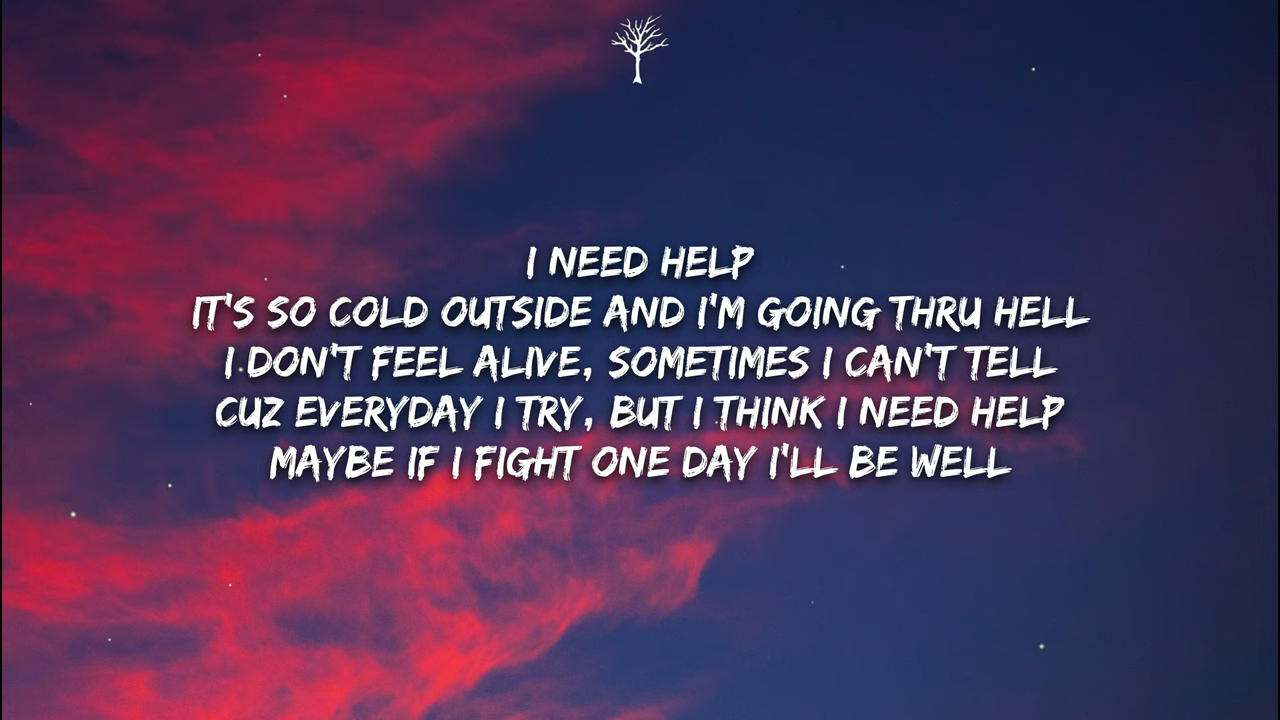 I NEED HELP
IT'S SO COLD OUTSIDE AND I'M GOING THRU HELL
I DON'T FEEL ALIVE, SOMETIMES I CAN'T TELL
CUZ EVERYDAY I TRY, BUT I THINK I NEED HELP
MAYBE IF I FIGHT ONE DAY I'LL BE WELL